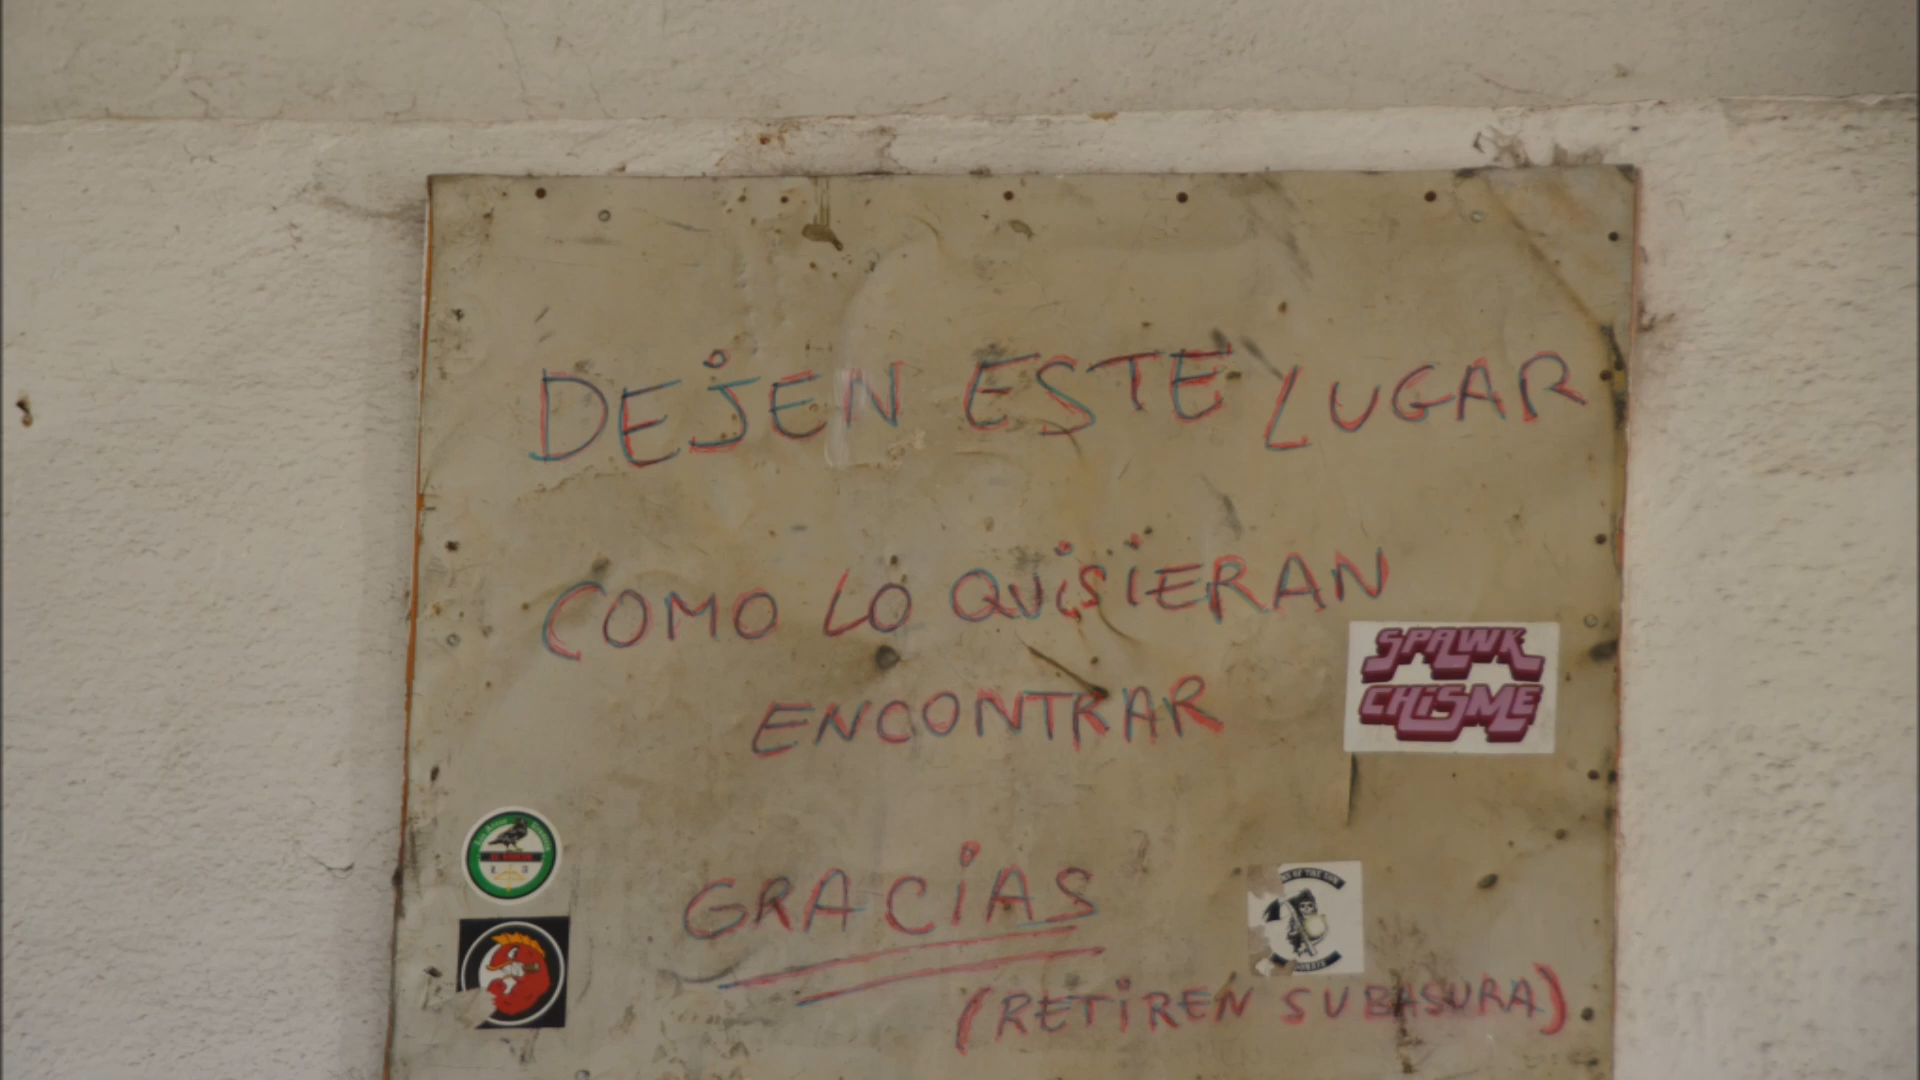 DEJEN ESTE LUGAR
COMO LO QUISIERAN
ENCONTRAR
SPAWK
CHISME
GRACIAS
(RETIREN SU BASURA)